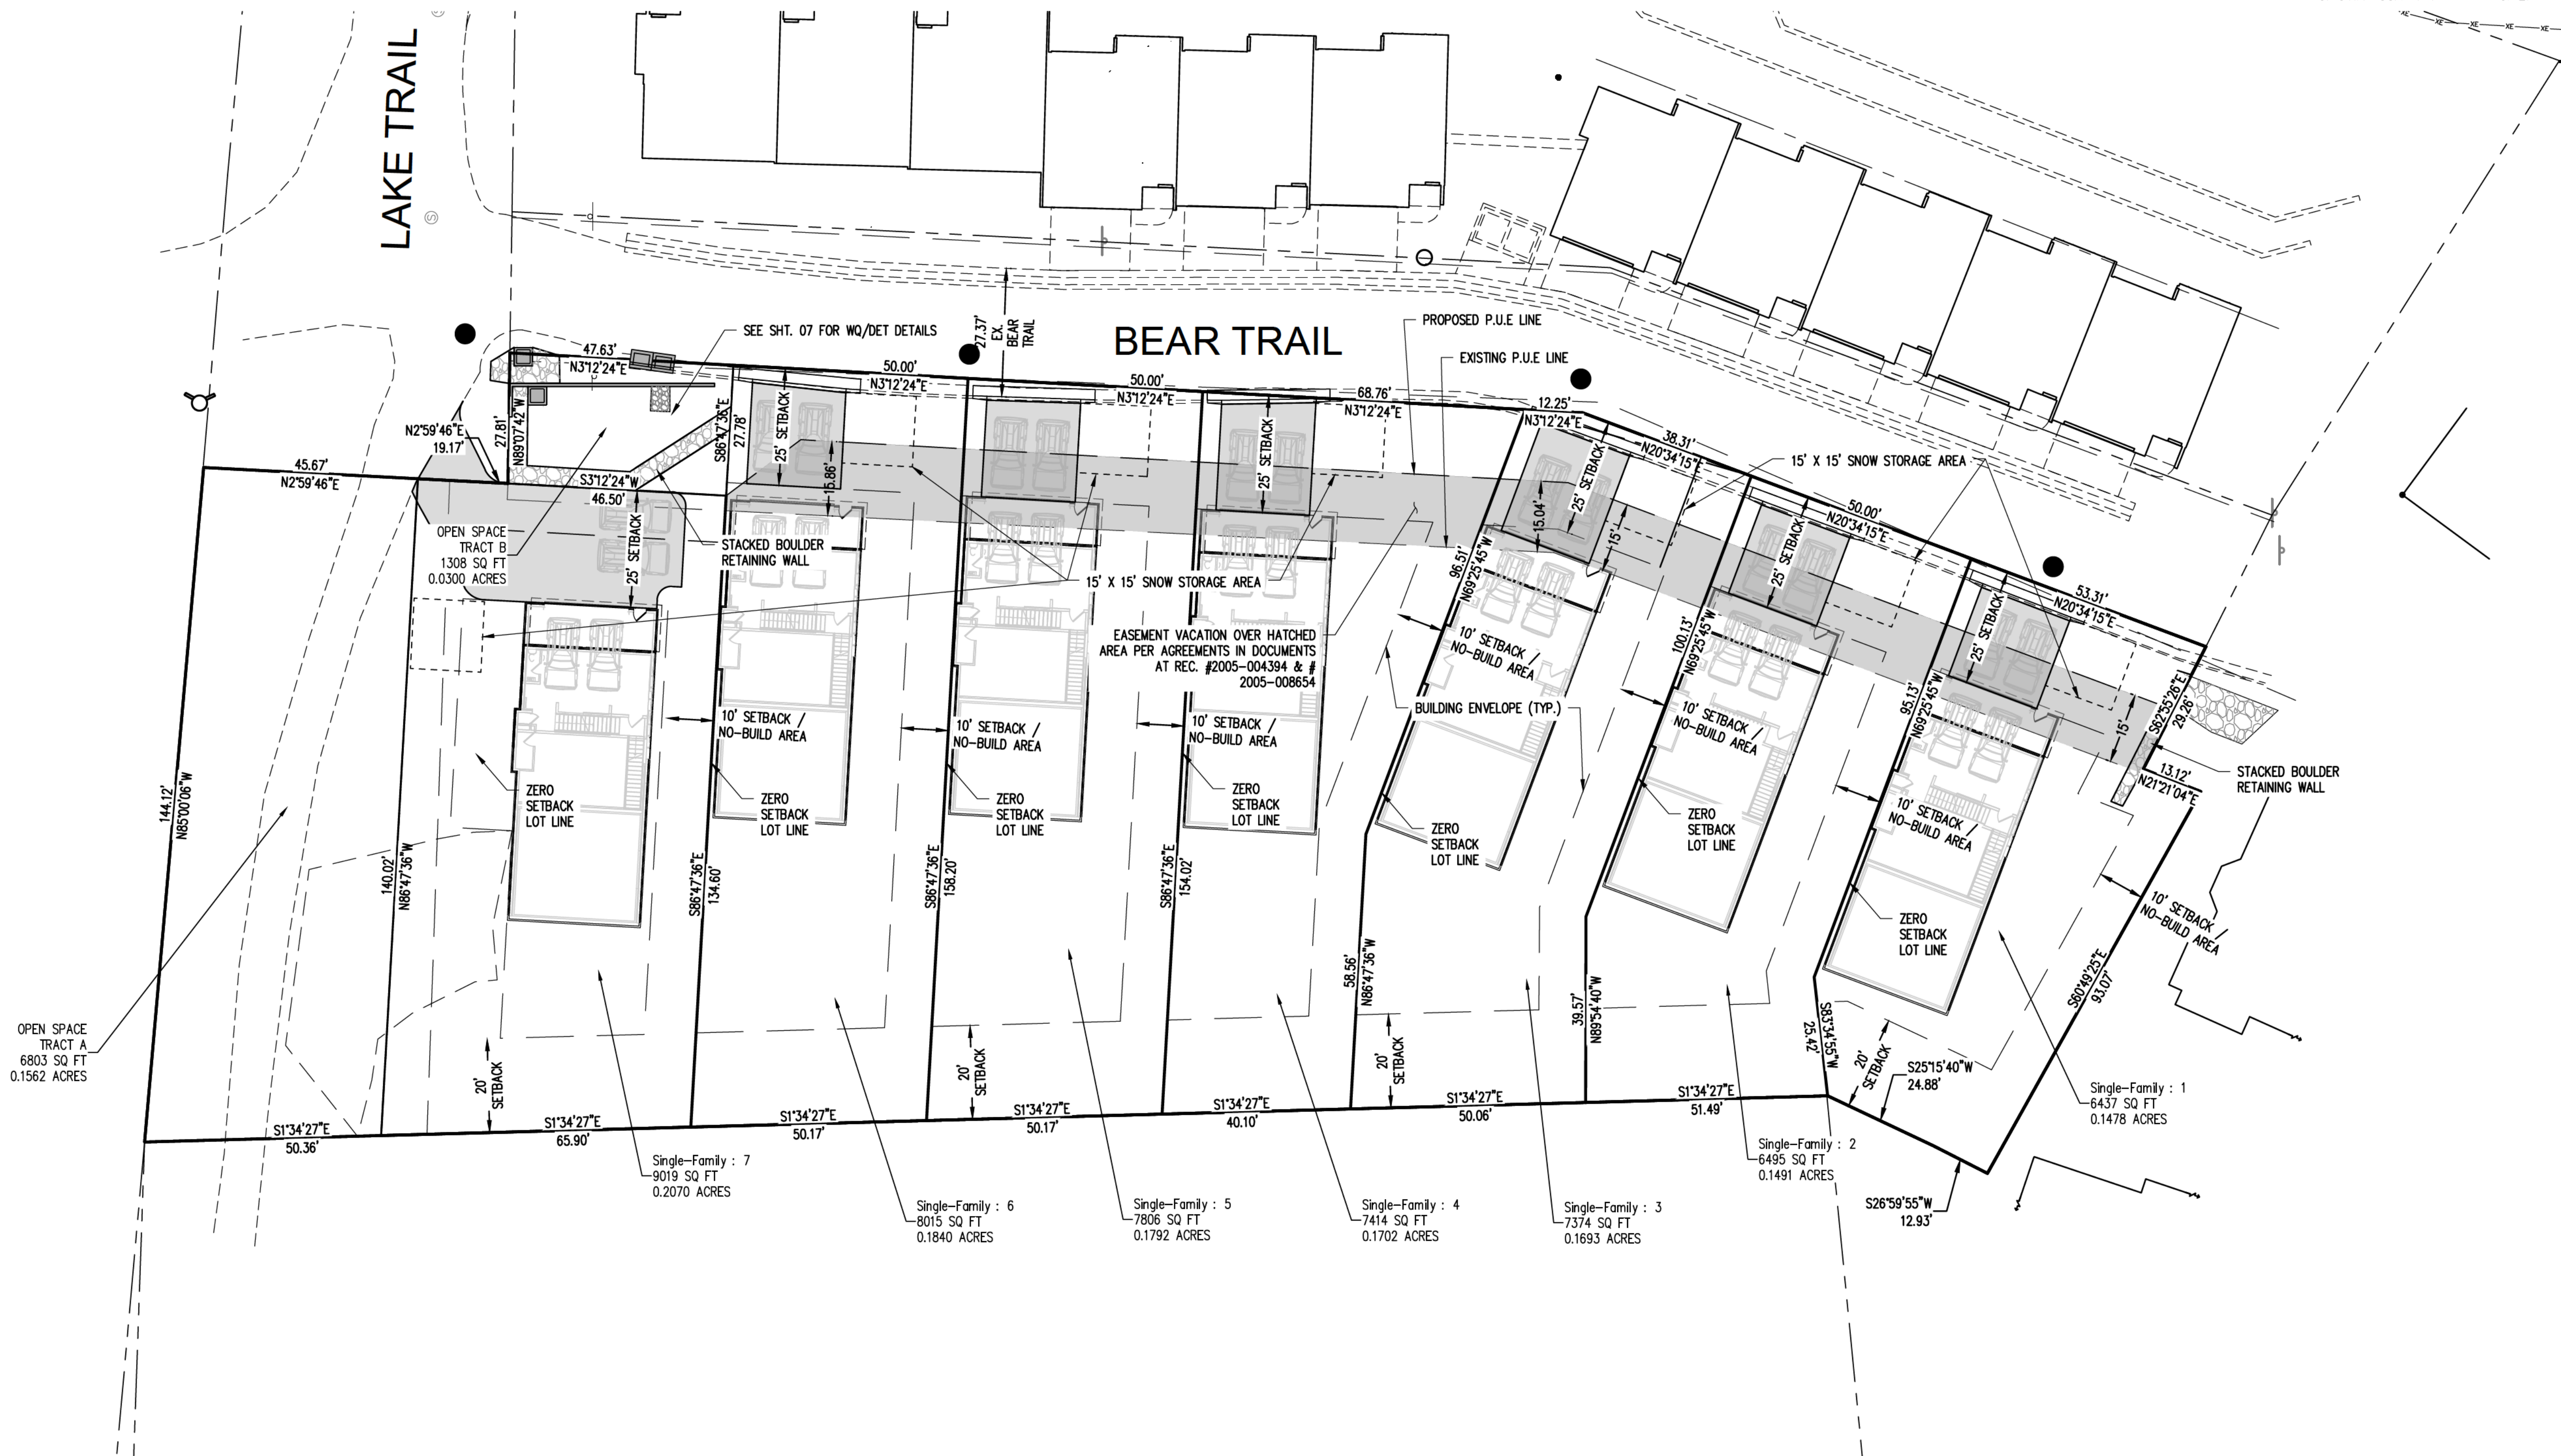 XE XE XE XE
LAKE TRAIL
S
S
BEAR TRAIL
27.37'
EX.
BEAR
TRAIL
SEE SHT. 07 FOR WQ/DET DETAILS
PROPOSED P.U.E LINE
EXISTING P.U.E LINE
47.63'
N3°12'24"E
50.00'
N3°12'24"E
50.00'
N3°12'24"E
68.76'
N3°12'24"E
12.25'
N3°12'24"E
38.31'
N20°34'15"E
50.00'
N20°34'15"E
53.31'
N20°34'15"E
N2°59'46"E
19.17'
27.81'
N89°07'42"W
S86°47'36"E
27.78'
45.67'
N2°59'46"E
S3°12'24"W
46.50'
25' SETBACK
25' SETBACK
25' SETBACK
25' SETBACK
25' SETBACK
25' SETBACK
15.86'
15.04'
15'
15'
15' X 15' SNOW STORAGE AREA
15' X 15' SNOW STORAGE AREA
OPEN SPACE
TRACT B
1308 SQ FT
0.0300 ACRES
STACKED BOULDER
RETAINING WALL
EASEMENT VACATION OVER HATCHED
AREA PER AGREEMENTS IN DOCUMENTS
AT REC. #2005-004394 & #
2005-008654
BUILDING ENVELOPE (TYP.)
10' SETBACK /
NO-BUILD AREA
10' SETBACK /
NO-BUILD AREA
10' SETBACK /
NO-BUILD AREA
10' SETBACK /
NO-BUILD AREA
10' SETBACK /
NO-BUILD AREA
10' SETBACK /
NO-BUILD AREA
10' SETBACK /
NO-BUILD AREA
ZERO
SETBACK
LOT LINE
ZERO
SETBACK
LOT LINE
ZERO
SETBACK
LOT LINE
ZERO
SETBACK
LOT LINE
ZERO
SETBACK
LOT LINE
ZERO
SETBACK
LOT LINE
ZERO
SETBACK
LOT LINE
S62°55'26"E
29.26'
13.12'
N21°21'04"E
STACKED BOULDER
RETAINING WALL
144.12'
N85°00'06"W
140.02'
N86°47'36"W
S86°47'36"E
134.60'
S86°47'36"E
158.20'
S86°47'36"E
154.02'
96.51'
N69°25'45"W
58.56'
N86°47'36"W
100.13'
N69°25'45"W
39.57'
N89°54'40"W
95.13'
N69°25'45"W
S83°34'55"W
25.42'
S60°49'25"E
93.07'
20'
SETBACK
20'
SETBACK
20'
SETBACK
20'
SETBACK
S25°15'40"W
24.88'
S26°59'55"W
12.93'
S1°34'27"E
50.36'
S1°34'27"E
65.90'
S1°34'27"E
50.17'
S1°34'27"E
50.17'
S1°34'27"E
40.10'
S1°34'27"E
50.06'
S1°34'27"E
51.49'
OPEN SPACE
TRACT A
6803 SQ FT
0.1562 ACRES
Single-Family : 7
9019 SQ FT
0.2070 ACRES
Single-Family : 6
8015 SQ FT
0.1840 ACRES
Single-Family : 5
7806 SQ FT
0.1792 ACRES
Single-Family : 4
7414 SQ FT
0.1702 ACRES
Single-Family : 3
7374 SQ FT
0.1693 ACRES
Single-Family : 2
6495 SQ FT
0.1491 ACRES
Single-Family : 1
6437 SQ FT
0.1478 ACRES